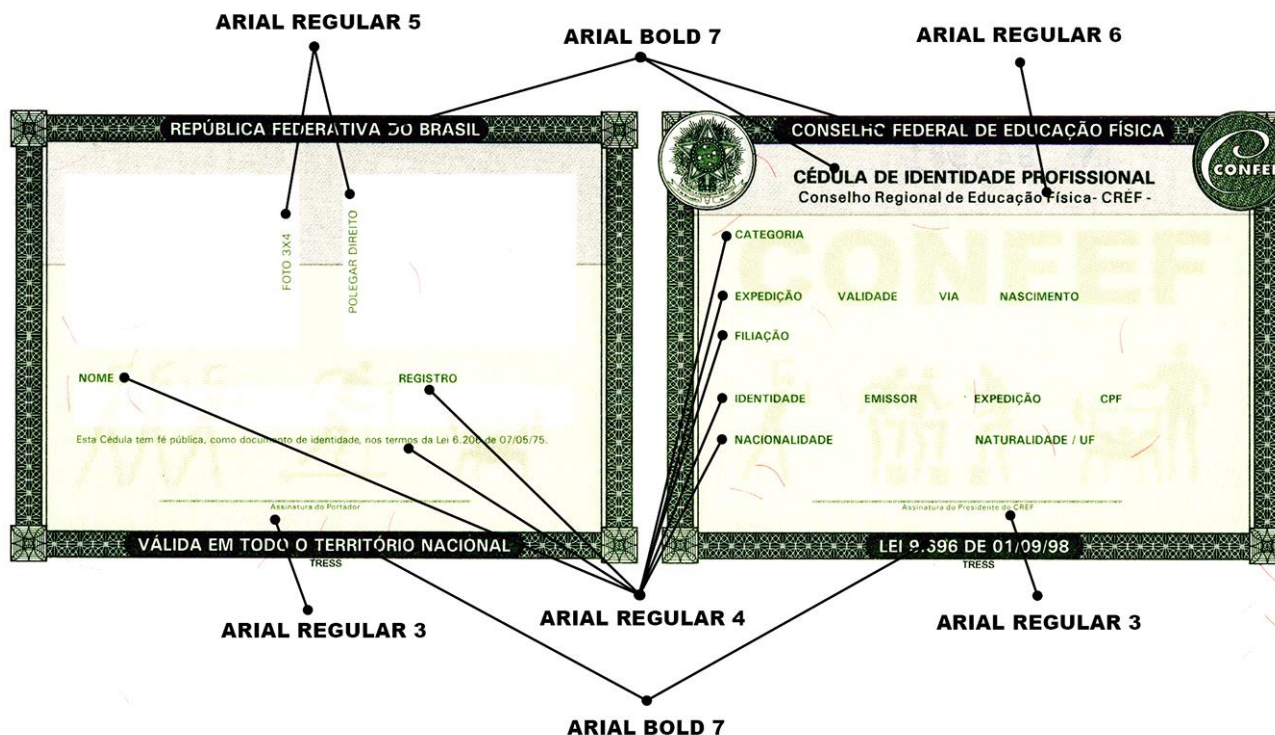 ARIAL REGULAR 5
ARIAL BOLD 7
ARIAL REGULAR 6
REPÚBLICA FEDERATIVA DO BRASIL
FOTO 3X4
POLEGAR DIREITO
NOME REGISTRO
Esta Cédula tem fé pública, como documento de identidade, nos termos da Lei 6.206 de 07/05/75.
Assinatura do Portador
VÁLIDA EM TODO O TERRITÓRIO NACIONAL
TRESS
CONSELHO FEDERAL DE EDUCAÇÃO FÍSICA
CONFEF
CÉDULA DE IDENTIDADE PROFISSIONAL
Conselho Regional de Educação Física- CREF -
CONFEF
CATEGORIA
EXPEDIÇÃO VALIDADE VIA NASCIMENTO
FILIAÇÃO
IDENTIDADE EMISSOR EXPEDIÇÃO CPF
NACIONALIDADE NATURALIDADE / UF
Assinatura do Presidente do CREF
LEI 9.696 DE 01/09/98
TRESS
ARIAL REGULAR 3
ARIAL REGULAR 4
ARIAL REGULAR 3
ARIAL BOLD 7